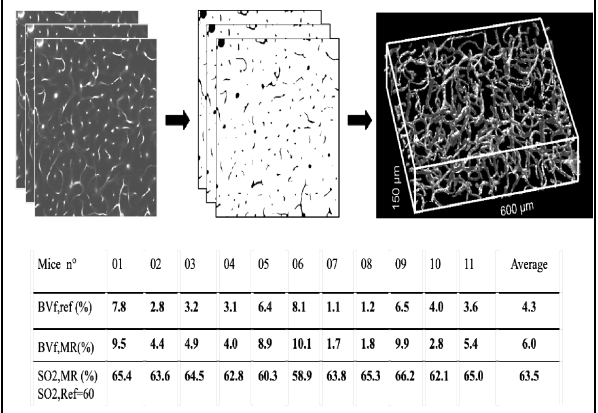 150 µm
600 µm
Mice n° 01 02 03 04 05 06 07 08 09 10 11 Average
BVf,ref (%) 7.8 2.8 3.2 3.1 6.4 8.1 1.1 1.2 6.5 4.0 3.6 4.3
BVf,MR(%) 9.5 4.4 4.9 4.0 8.9 10.1 1.7 1.8 9.9 2.8 5.4 6.0
SO2,MR (%) 65.4 63.6 64.5 62.8 60.3 58.9 63.8 65.3 66.2 62.1 65.0 63.5
SO2,Ref=60